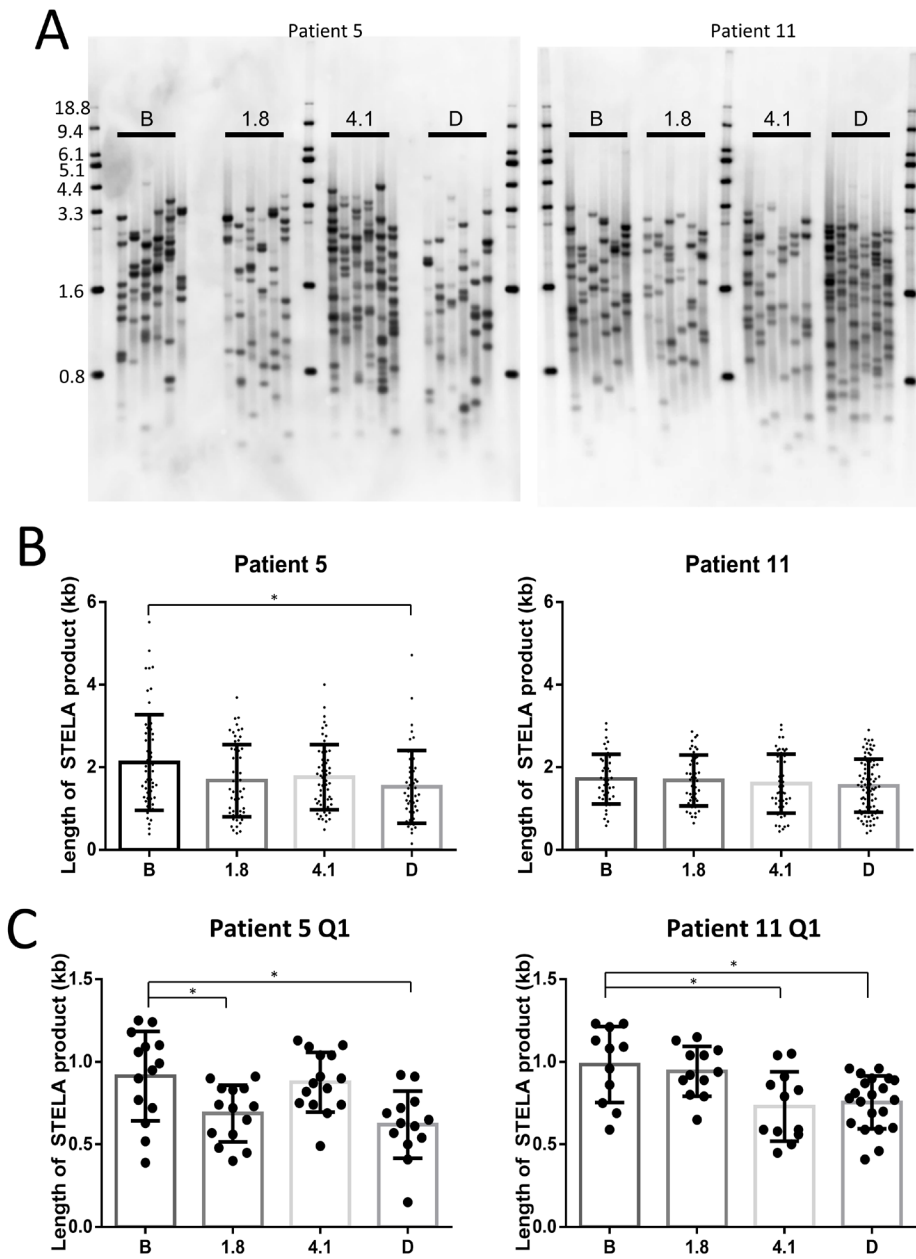 A
Patient 5
Patient 11
B 1.8 4.1 D
B 1.8 4.1 D
18.8
9.4
6.1
5.1
4.4
3.3
1.6
0.8
B
Patient 5
Length of STELA product (kb)
6
4
2
0
*
B 1.8 4.1 D
Patient 11
Length of STELA product (kb)
6
4
2
0
B 1.8 4.1 D
C
Patient 5 Q1
Length of STELA product (kb)
1.5
1.0
0.5
0.0
*
*
B 1.8 4.1 D
Patient 11 Q1
Length of STELA product (kb)
1.5
1.0
0.5
0.0
*
*
B 1.8 4.1 D